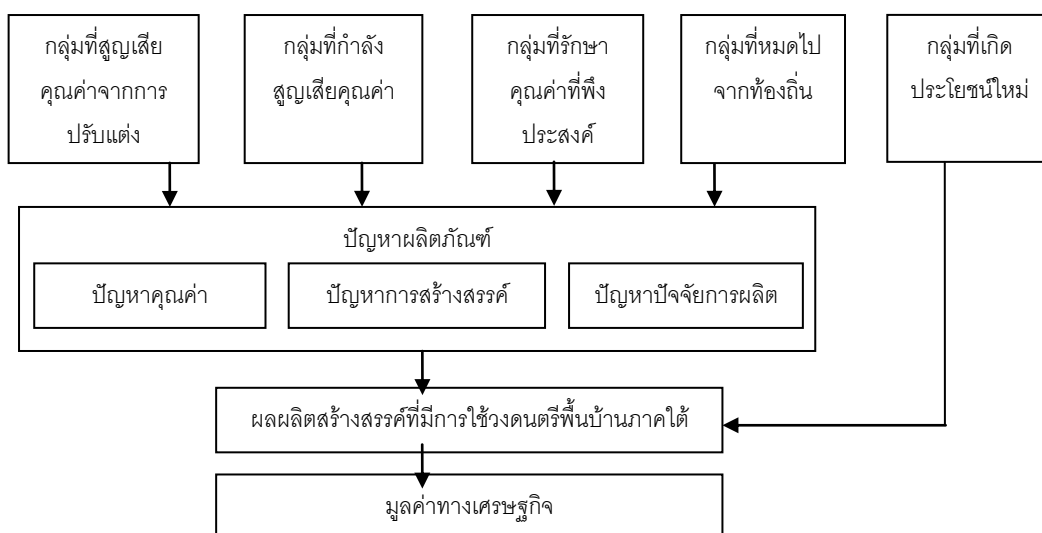 กลุ่มที่สูญเสีย
คุณค่าจากการ
ปรับแต่ง
กลุ่มที่กำลัง
สูญเสียคุณค่า
กลุ่มที่รักษา
คุณค่าที่พึง
ประสงค์
กลุ่มที่หมดไป
จากท้องถิ่น
กลุ่มที่เกิด
ประโยชน์ใหม่
ปัญหาผลิตภัณฑ์
ปัญหาคุณค่า
ปัญหาการสร้างสรรค์
ปัญหาปัจจัยการผลิต
ผลผลิตสร้างสรรค์ที่มีการใช้วงดนตรีพื้นบ้านภาคใต้
มูลค่าทางเศรษฐกิจ